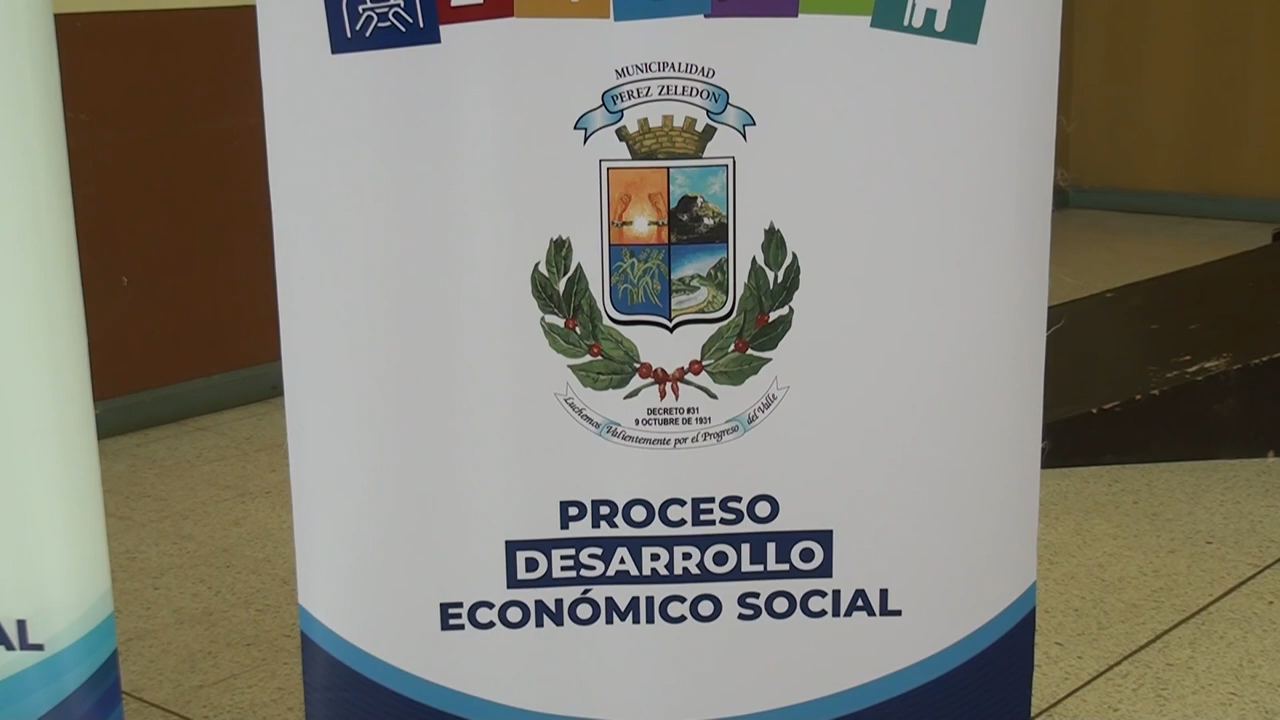 MUNICIPALIDAD
PEREZ ZELEDON
DECRETO #31
9 OCTUBRE DE 1931
Luchemos Valientemente por el Progreso del Valle
PROCESO
DESARROLLO
ECONÓMICO SOCIAL
AL